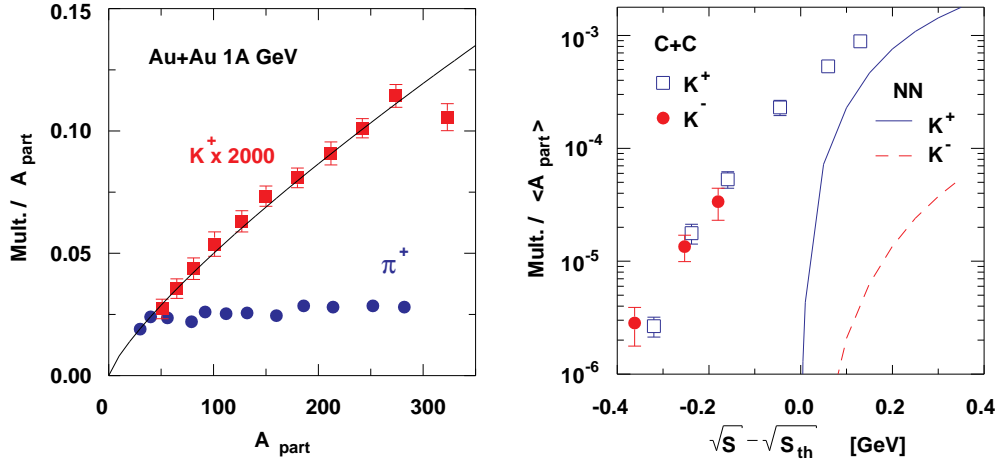 0.15
0.10
0.05
0.00
Mult. / A part
Au+Au 1A GeV
K+ x 2000
π+
0 100 200 300
A part
10-3
10-4
10-5
10-6
Mult. / < A part >
C+C
K+
K-
NN
K+
K-
-0.4 -0.2 0.0 0.2 0.4
√S − √Sth [GeV]